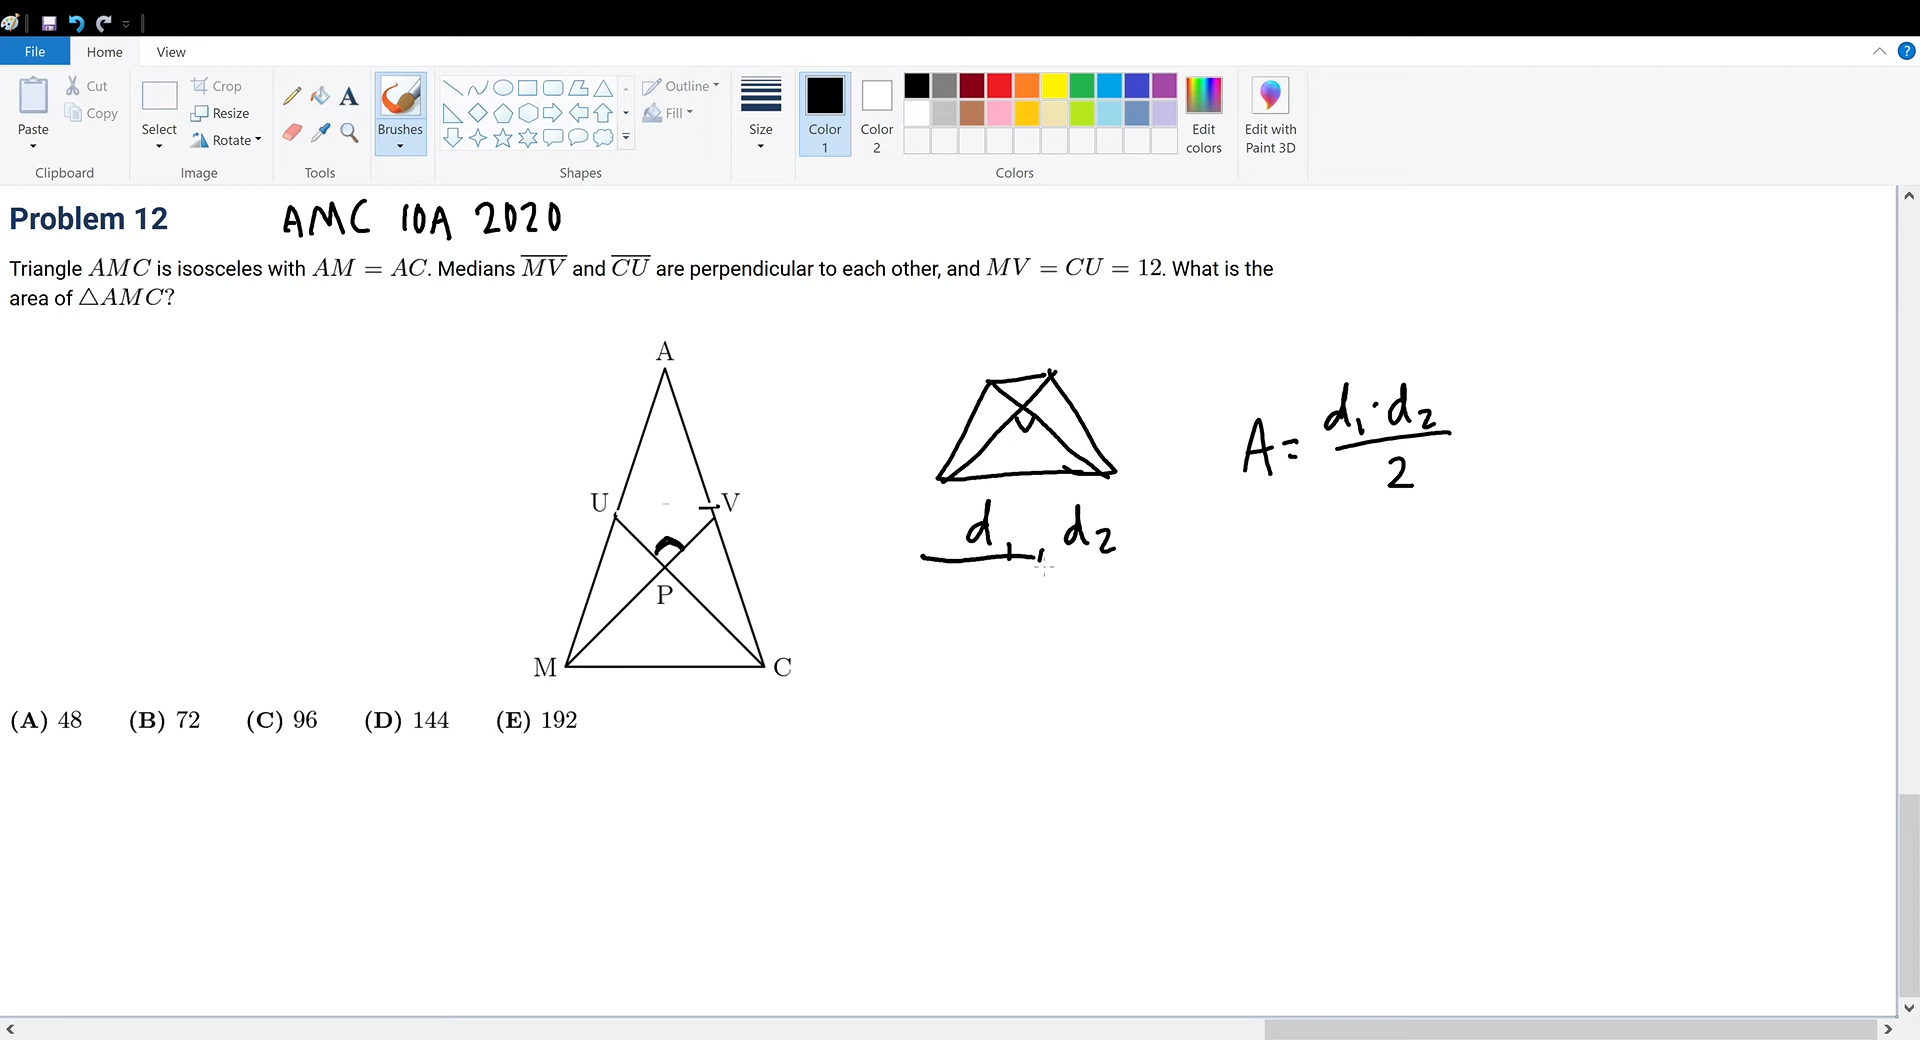 File Home View
Cut
Copy
Paste
Clipboard
Select
Crop
Resize
Rotate
Image
Tools
Brushes
Outline
Fill
Shapes
Size
Color 1
Color 2
Edit colors
Edit with Paint 3D
Colors
Problem 12 AMC 10A 2020
Triangle AMC is isosceles with AM = AC. Medians MV and CU are perpendicular to each other, and MV = CU = 12. What is the
area of △AMC?
A
U V
P
M C
A = d₁·d₂/2
d₁ d₂
(A) 48 (B) 72 (C) 96 (D) 144 (E) 192